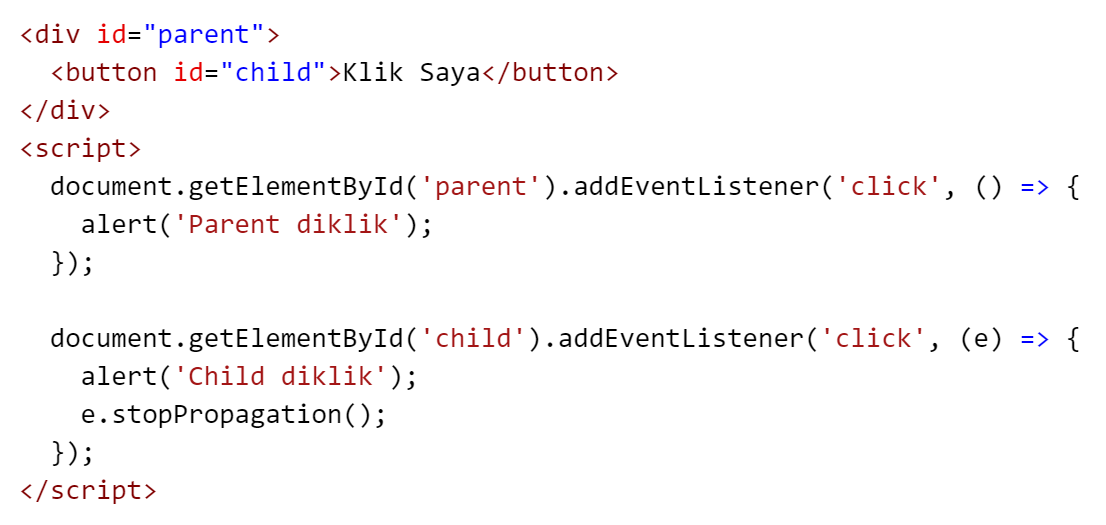 <div id="parent">
  <button id="child">Klik Saya</button>
</div>
<script>
  document.getElementById('parent').addEventListener('click', () => {
    alert('Parent diklik');
  });

  document.getElementById('child').addEventListener('click', (e) => {
    alert('Child diklik');
    e.stopPropagation();
  });
</script>